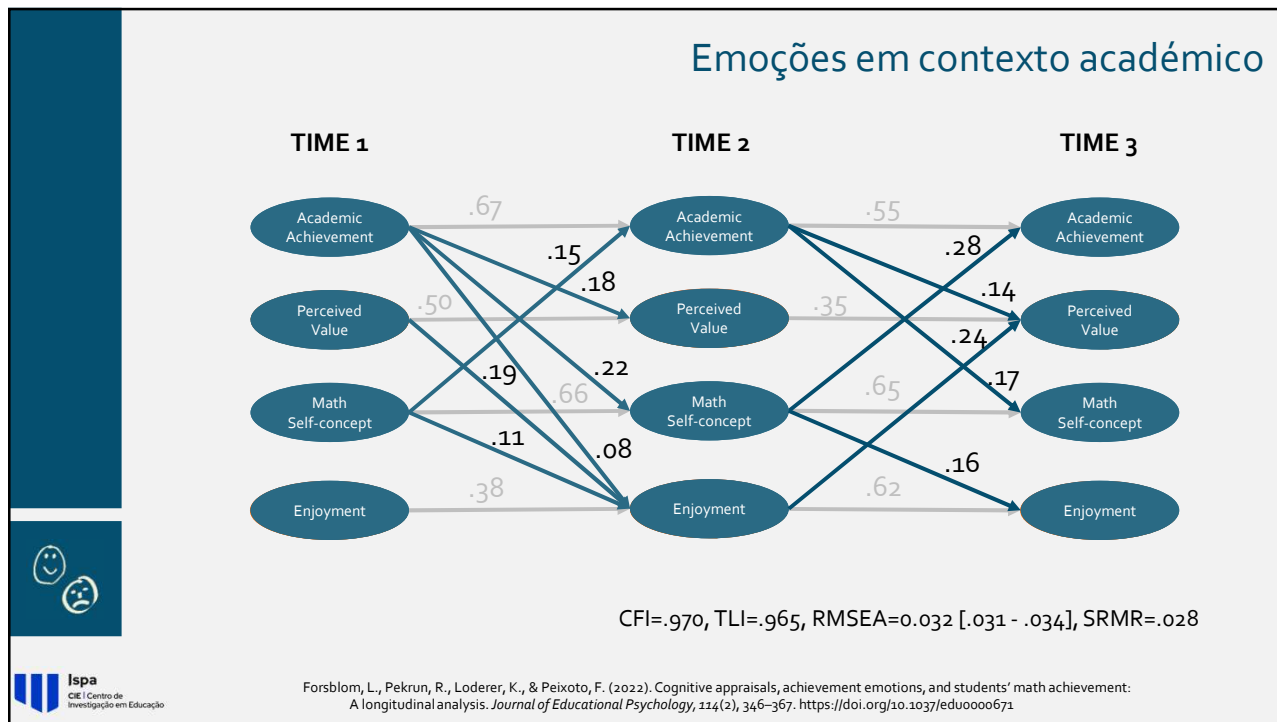 Emoções em contexto académico
TIME 1
TIME 2
TIME 3
Academic
Achievement
.67
Academic
Achievement
.55
Academic
Achievement
.15
.28
.18
.14
Perceived
Value
.50
Perceived
Value
.35
Perceived
Value
.19
.22
.24
.17
Math
Self-concept
.66
Math
Self-concept
.65
Math
Self-concept
.11
.08
.16
Enjoyment
.38
Enjoyment
.62
Enjoyment
CFI=.970, TLI=.965, RMSEA=0.032 [.031 - .034], SRMR=.028
Ispa
CIE | Centro de
Investigação em Educação
Forsblom, L., Pekrun, R., Loderer, K., & Peixoto, F. (2022). Cognitive appraisals, achievement emotions, and students’ math achievement:
A longitudinal analysis. Journal of Educational Psychology, 114(2), 346–367. https://doi.org/10.1037/edu0000671